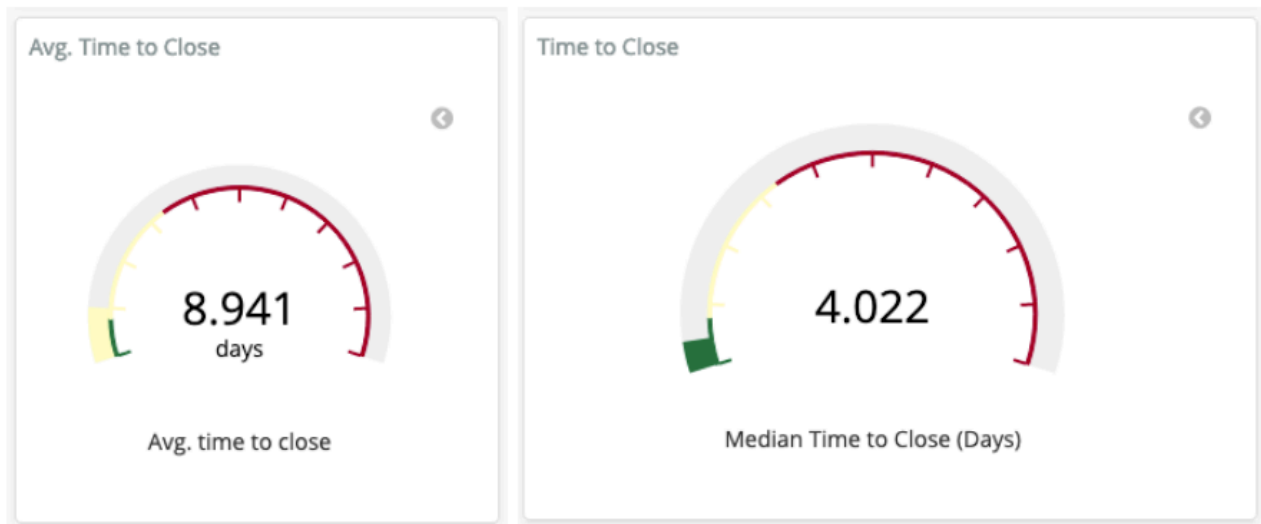 Avg. Time to Close
8.941
days
Avg. time to close
Time to Close
4.022
Median Time to Close (Days)